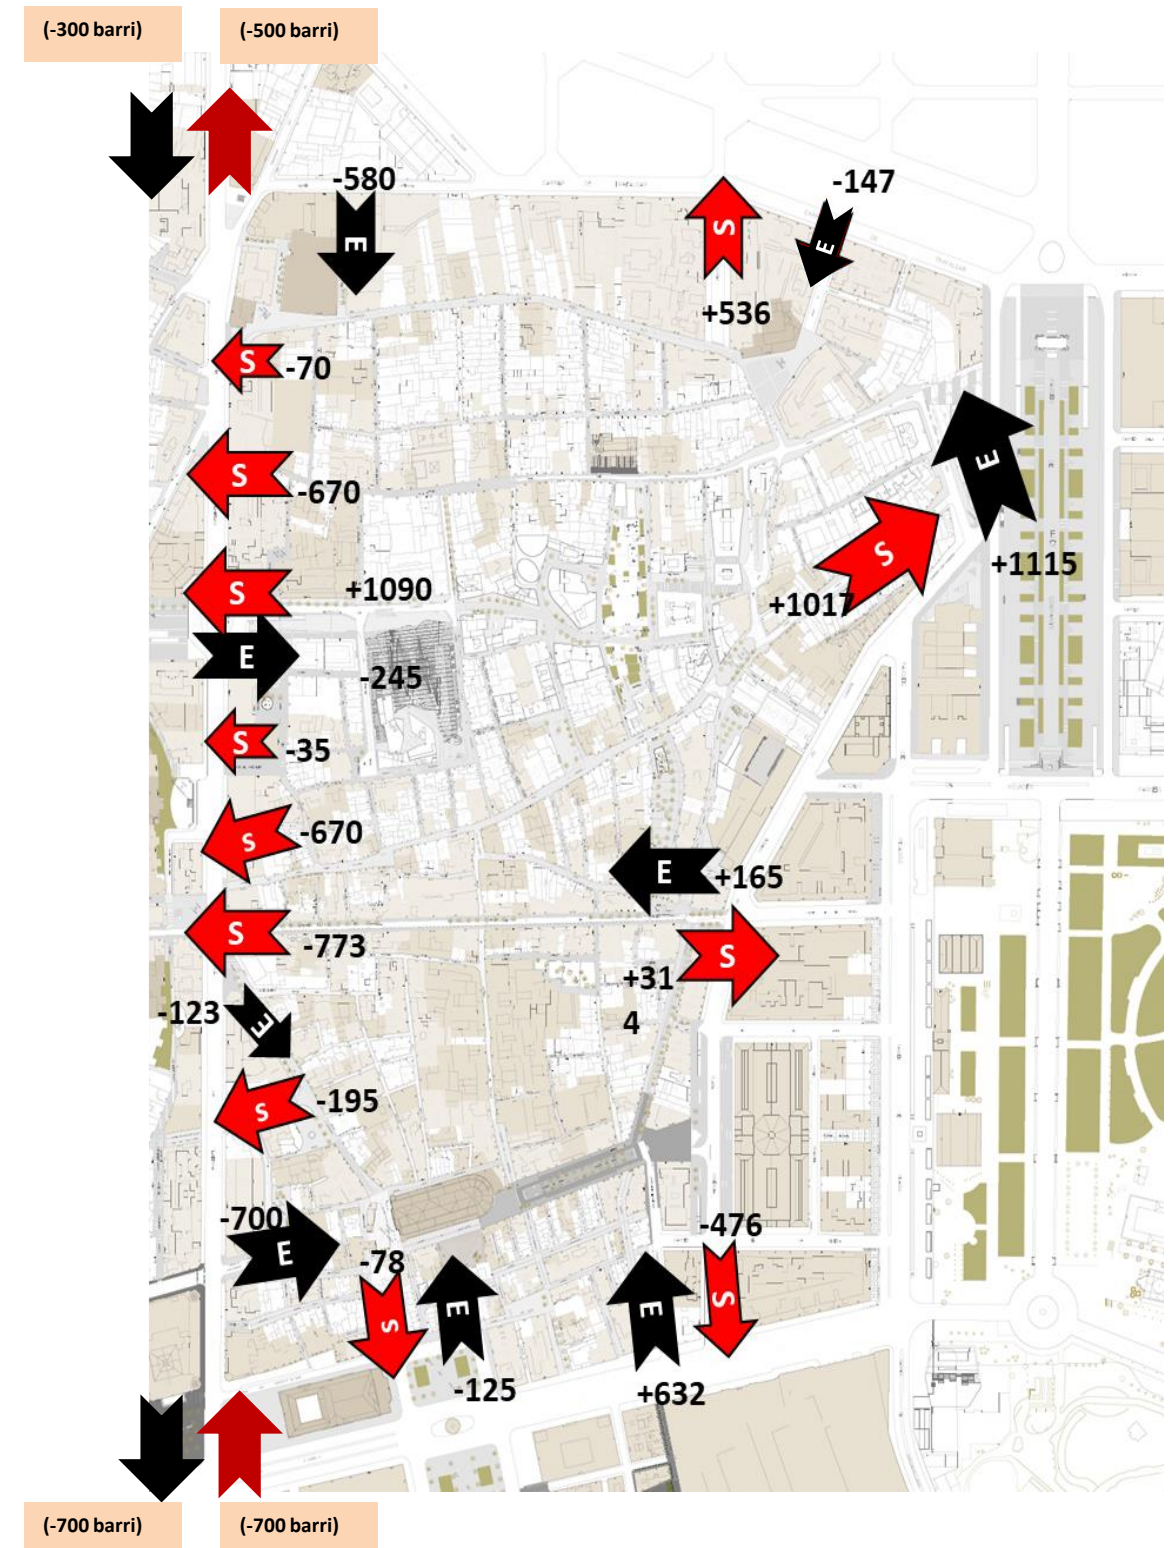 (-300 barri)
(-500 barri)
-580
E
S
-147
E
+536
S
-70
S
-670
E
S
+1115
+1017
S
+1090
E
-245
S
-35
S
-670
E
+165
S
-773
S
+31
4
-123
E
S
-195
-700
E
-78
S
E
-125
-476
S
E
+632
(-700 barri)
(-700 barri)